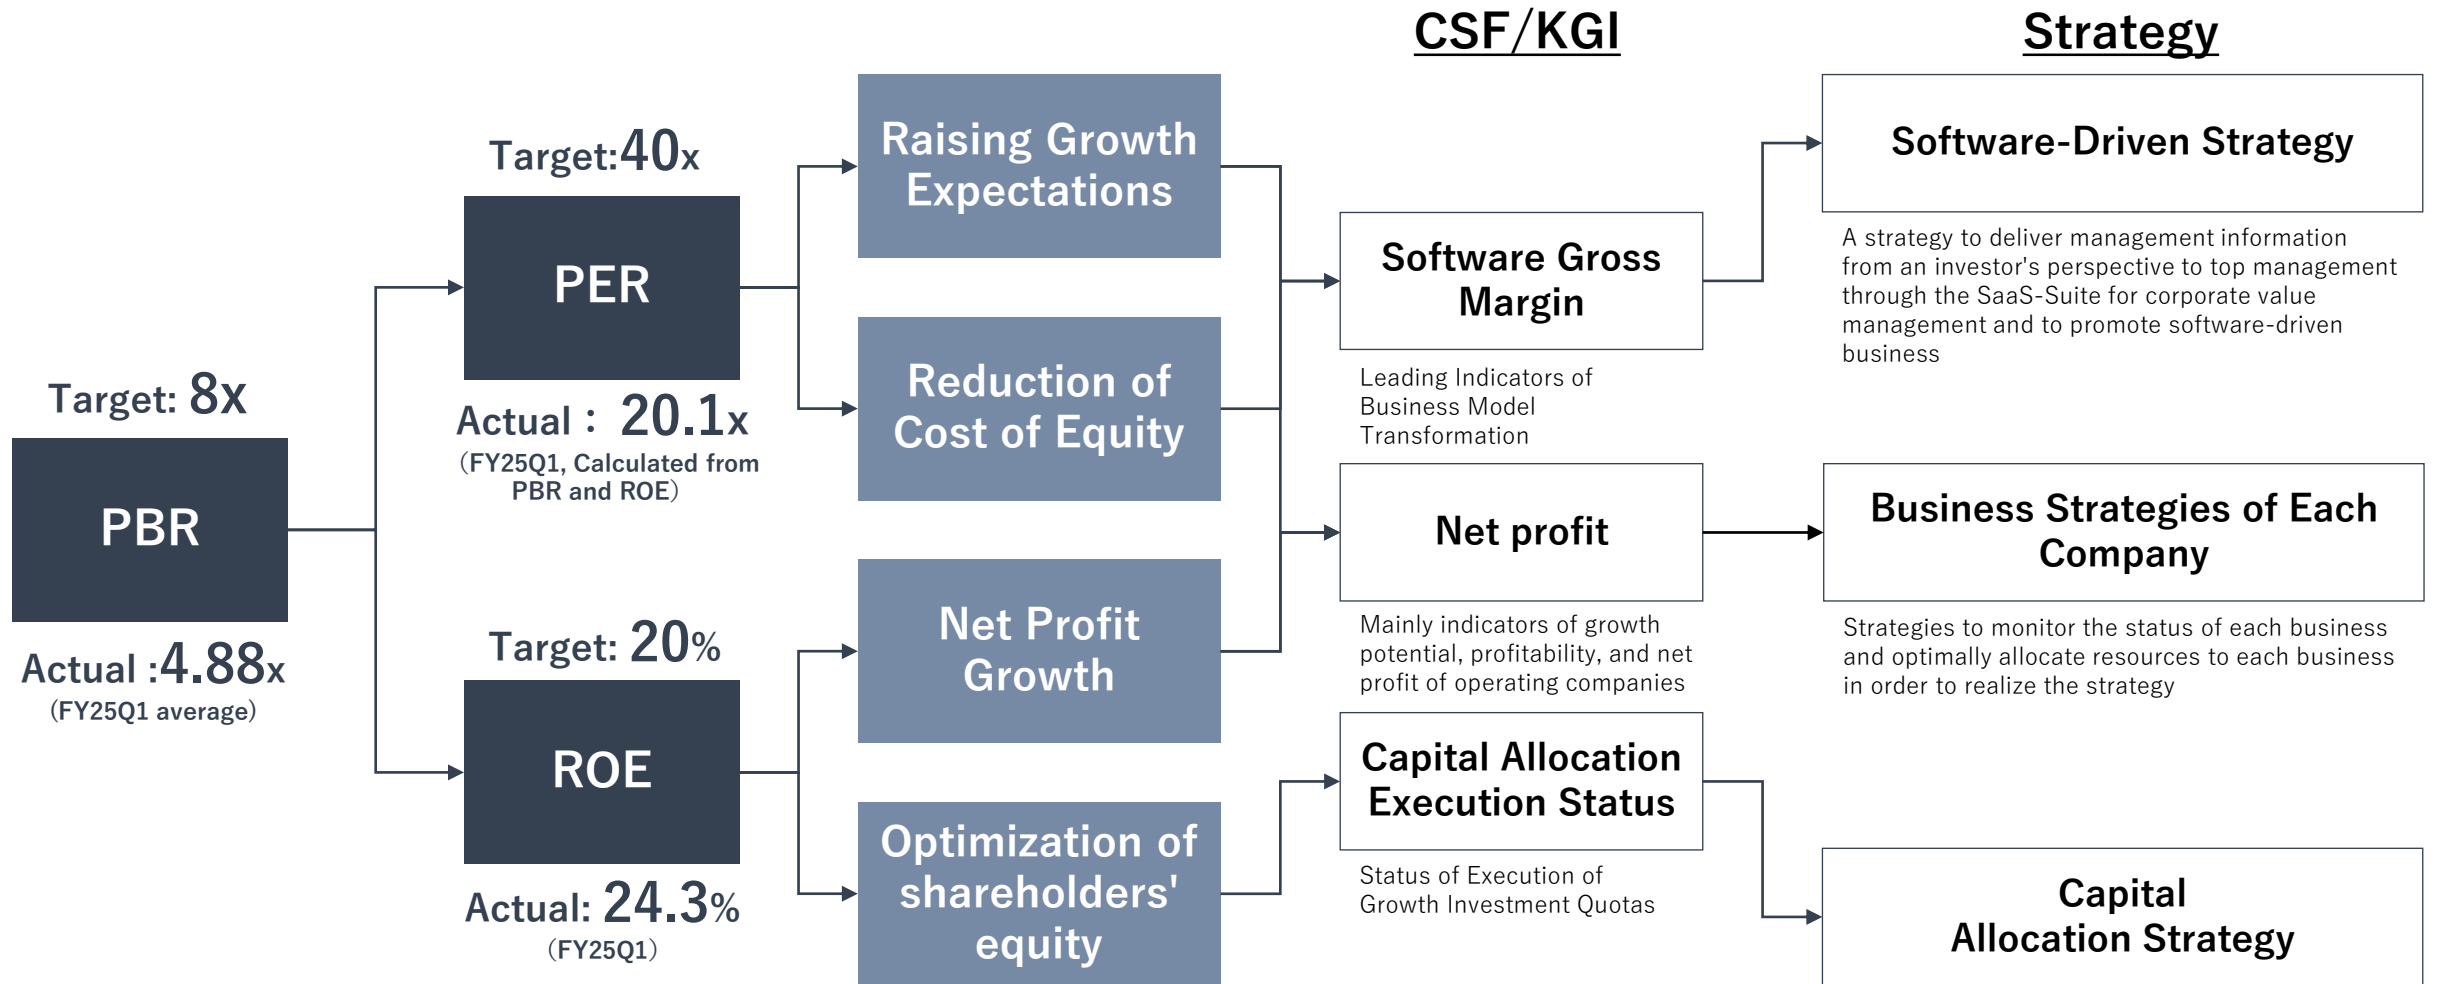 CSF/KGI
Strategy
Target: 8x
PBR
Actual :4.88x
(FY25Q1 average)
Target:40x
PER
Actual： 20.1x
（FY25Q1, Calculated from
PBR and ROE）
Target: 20%
ROE
Actual: 24.3%
（FY25Q1）
Raising Growth
Expectations
Reduction of
Cost of Equity
Net Profit
Growth
Optimization of
shareholders'
equity
Software Gross
Margin
Leading Indicators of
Business Model
Transformation
Net profit
Mainly indicators of growth
potential, profitability, and net
profit of operating companies
Capital Allocation
Execution Status
Status of Execution of
Growth Investment Quotas
Software-Driven Strategy
A strategy to deliver management information
from an investor's perspective to top management
through the SaaS-Suite for corporate value
management and to promote software-driven
business
Business Strategies of Each
Company
Strategies to monitor the status of each business
and optimally allocate resources to each business
in order to realize the strategy
Capital
Allocation Strategy